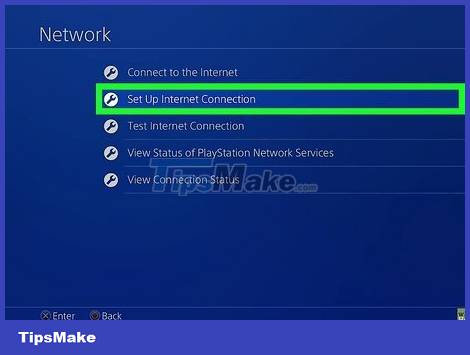 Network
Connect to the Internet
Set Up Internet Connection
Test Internet Connection
View Status of PlayStation Network Services
TipsMake.com
View Connection Status
Enter Back
TipsMake